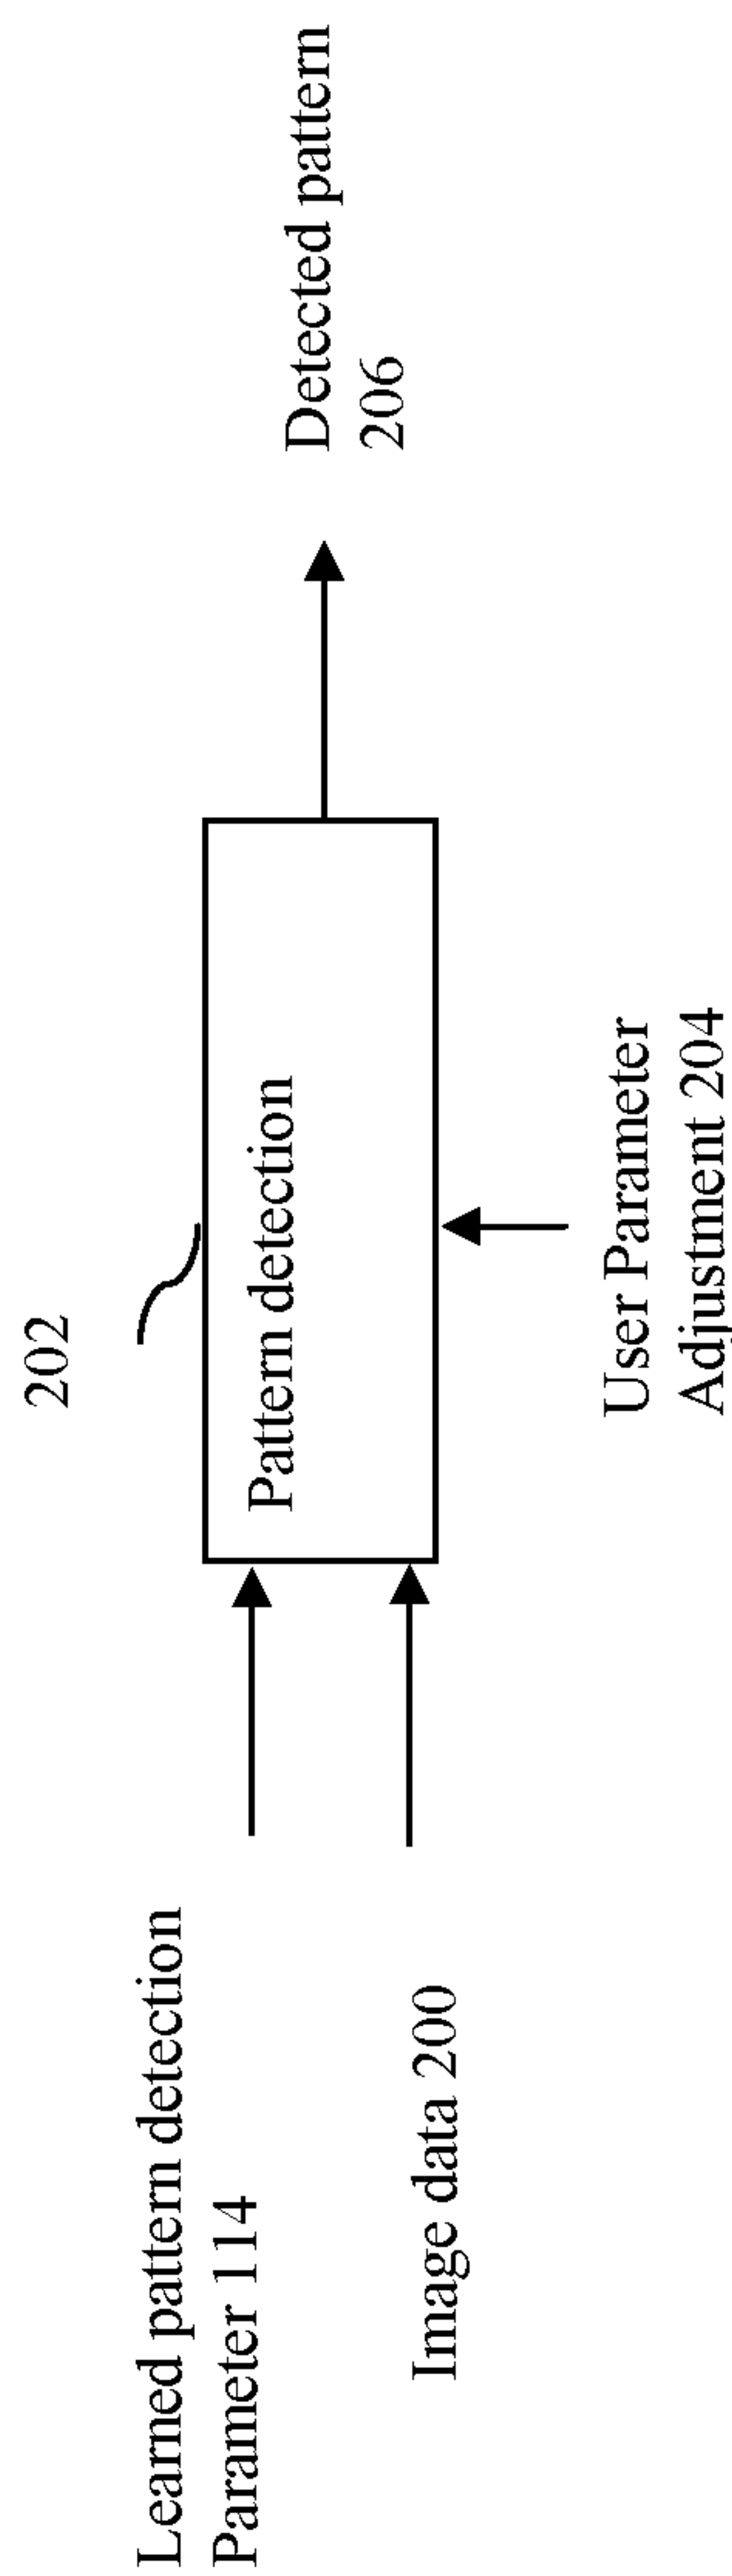 202
Learned pattern detection
Parameter 114
Pattern detection
Detected pattern
206
Image data 200
User Parameter
Adjustment 204